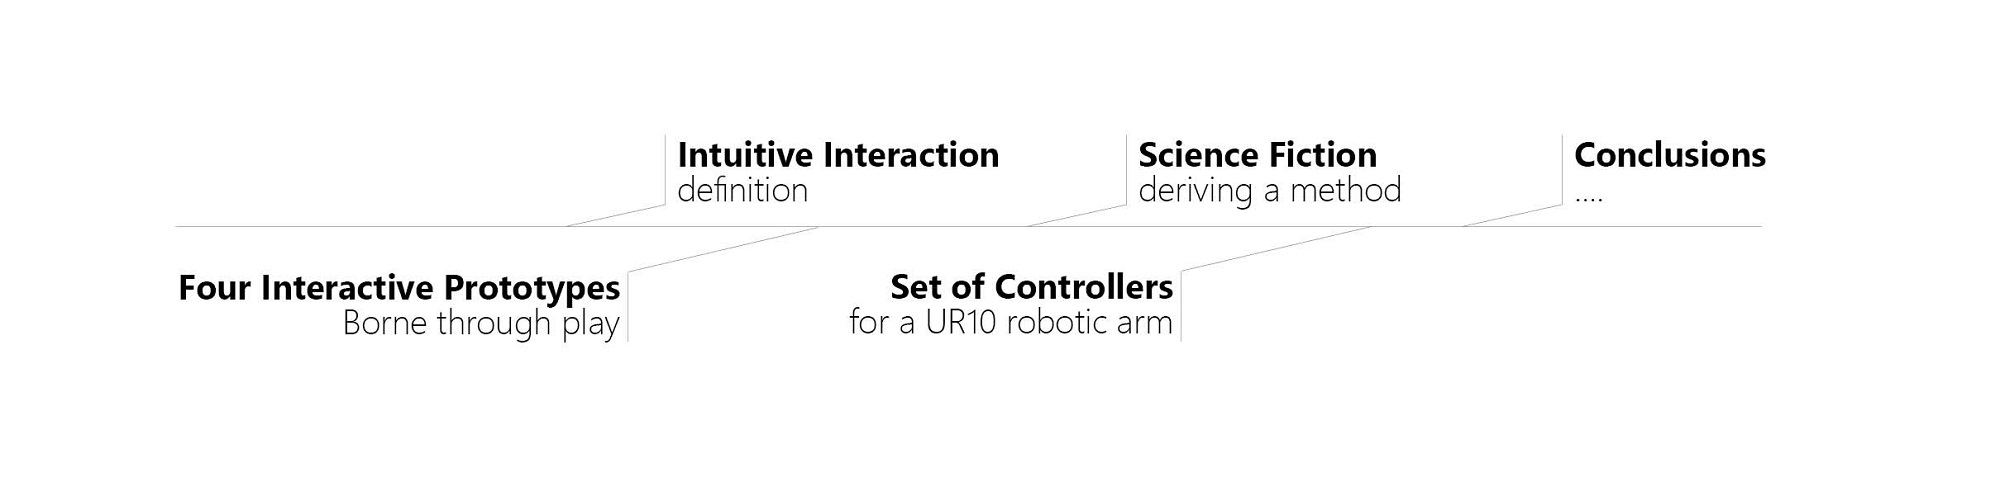 Intuitive Interaction
definition
Science Fiction
deriving a method
Conclusions
....
Four Interactive Prototypes
Borne through play
Set of Controllers
for a UR10 robotic arm